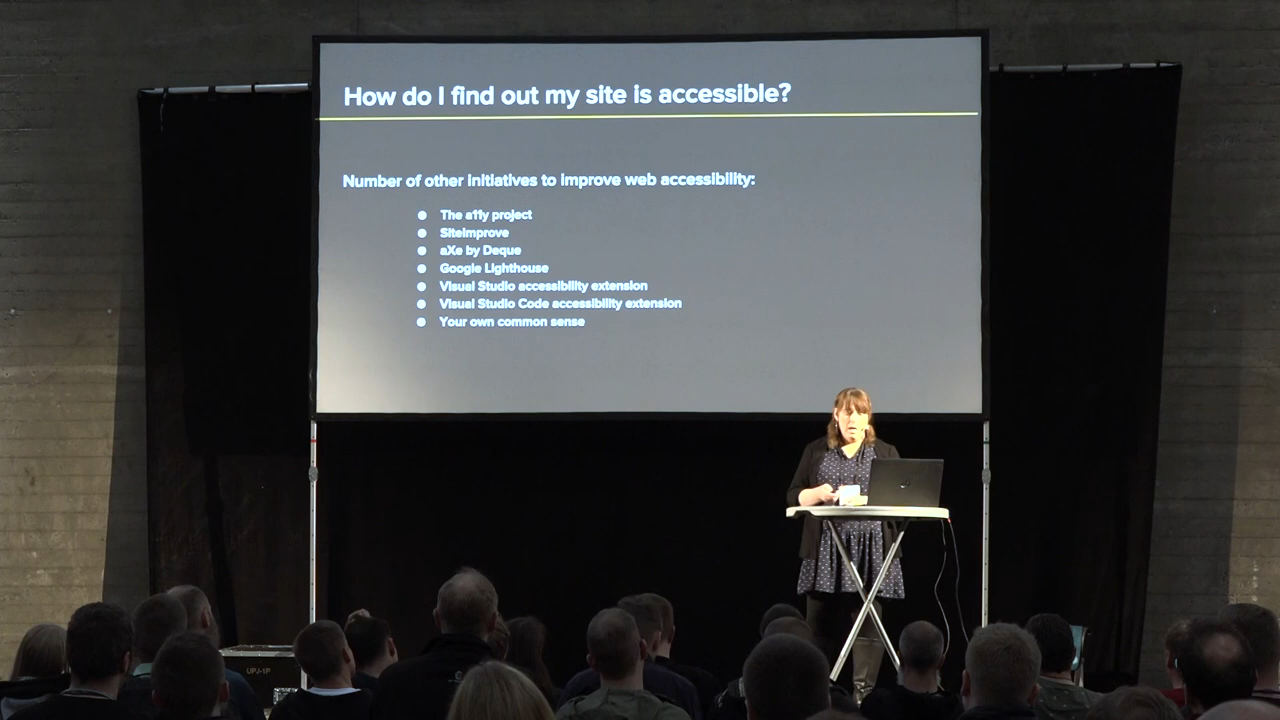 How do I find out my site is accessible?
Number of other initiatives to improve web accessibility:
The a11y project
SiteImprove
aXe by Deque
Google Lighthouse
Visual Studio accessibility extension
Visual Studio Code accessibility extension
Your own common sense
UPJ-1P